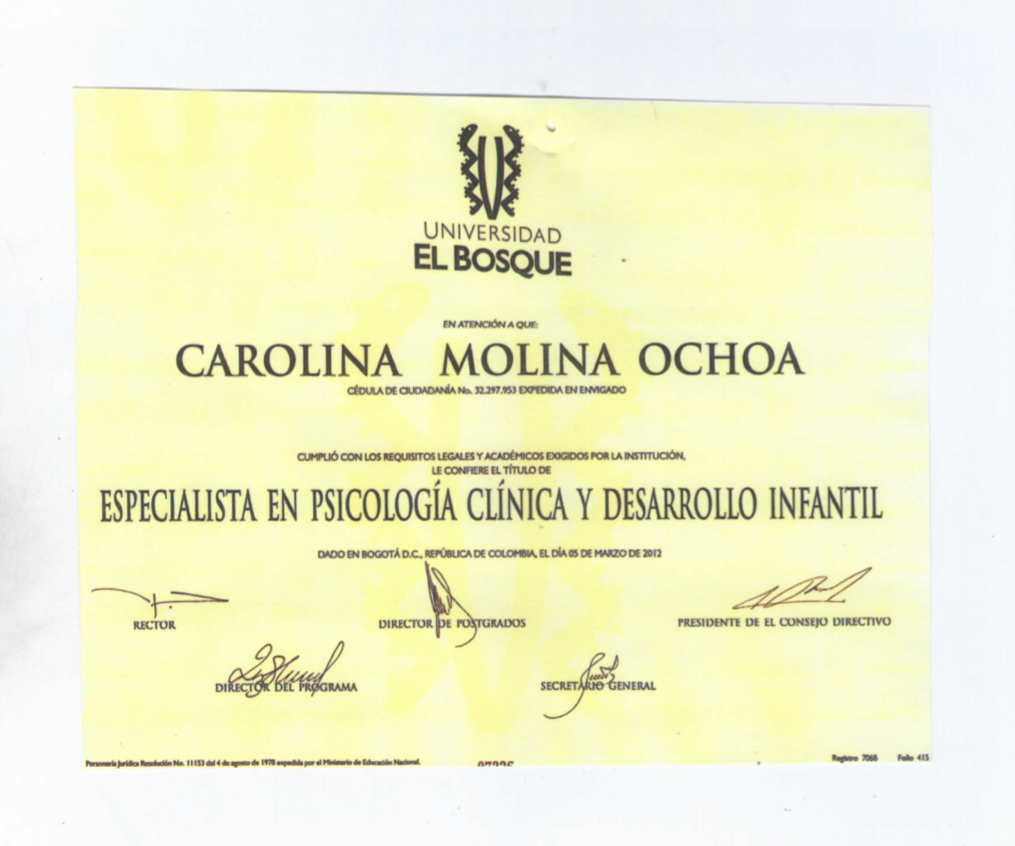 UNIVERSIDAD
EL BOSQUE
EN ATENCIÓN A QUE:
CAROLINA MOLINA OCHOA
CÉDULA DE CIUDADANÍA No. 32.297.953 EXPEDIDA EN ENVIGADO
CUMPLIÓ CON LOS REQUISITOS LEGALES Y ACADÉMICOS EXIGIDOS POR LA INSTITUCIÓN,
LE CONFIERE EL TÍTULO DE
ESPECIALISTA EN PSICOLOGÍA CLÍNICA Y DESARROLLO INFANTIL
DADO EN BOGOTÁ D.C., REPÚBLICA DE COLOMBIA, EL DÍA 05 DE MARZO DE 2012
RECTOR
DIRECTOR DE POSTGRADOS
PRESIDENTE DE EL CONSEJO DIRECTIVO
DIRECTOR DEL PROGRAMA
SECRETARIO GENERAL
Personería Jurídica Resolución No. 11153 del 4 de agosto de 1978 expedida por el Ministerio de Educación Nacional.
Registro 7068 Folio 415